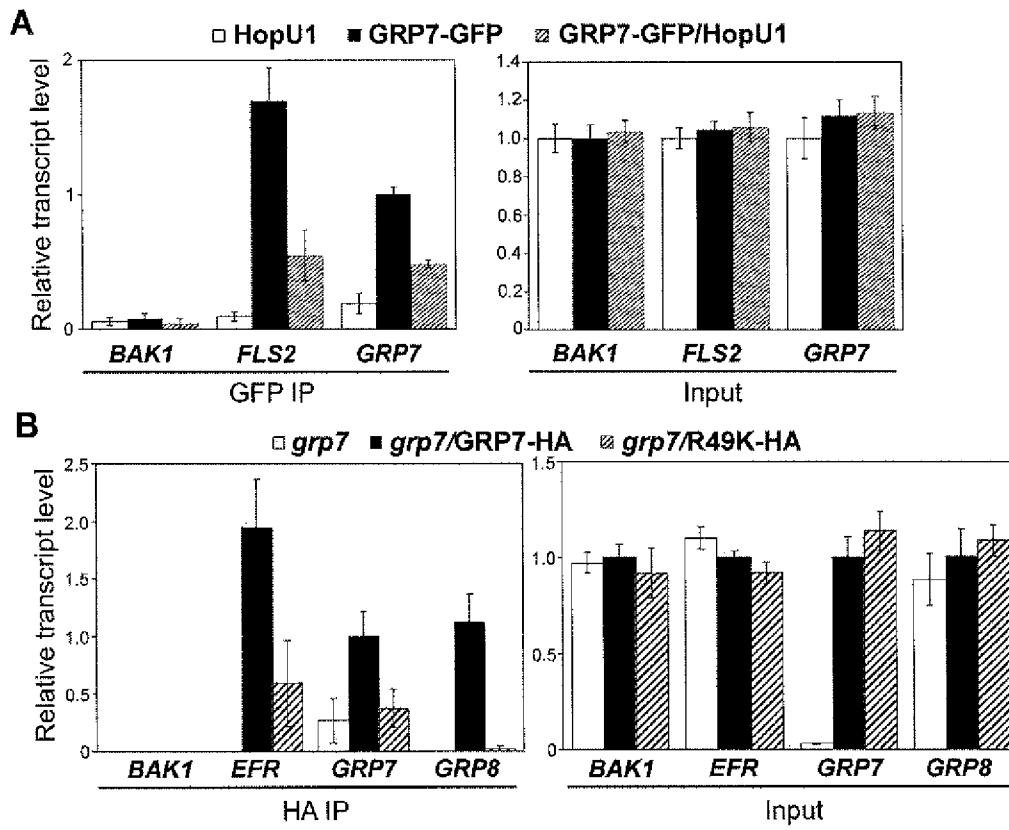 A
HopU1 GRP7-GFP GRP7-GFP/HopU1
Relative transcript level
2
1
0
BAK1 FLS2 GRP7
GFP IP
1.4
1.2
1.0
0.8
0.6
0.4
0.2
0
BAK1 FLS2 GRP7
Input
B
grp7 grp7/GRP7-HA grp7/R49K-HA
Relative transcript level
2.5
2.0
1.5
1.0
0.5
0
BAK1 EFR GRP7 GRP8
HA IP
1.5
1.0
0.5
0
BAK1 EFR GRP7 GRP8
Input